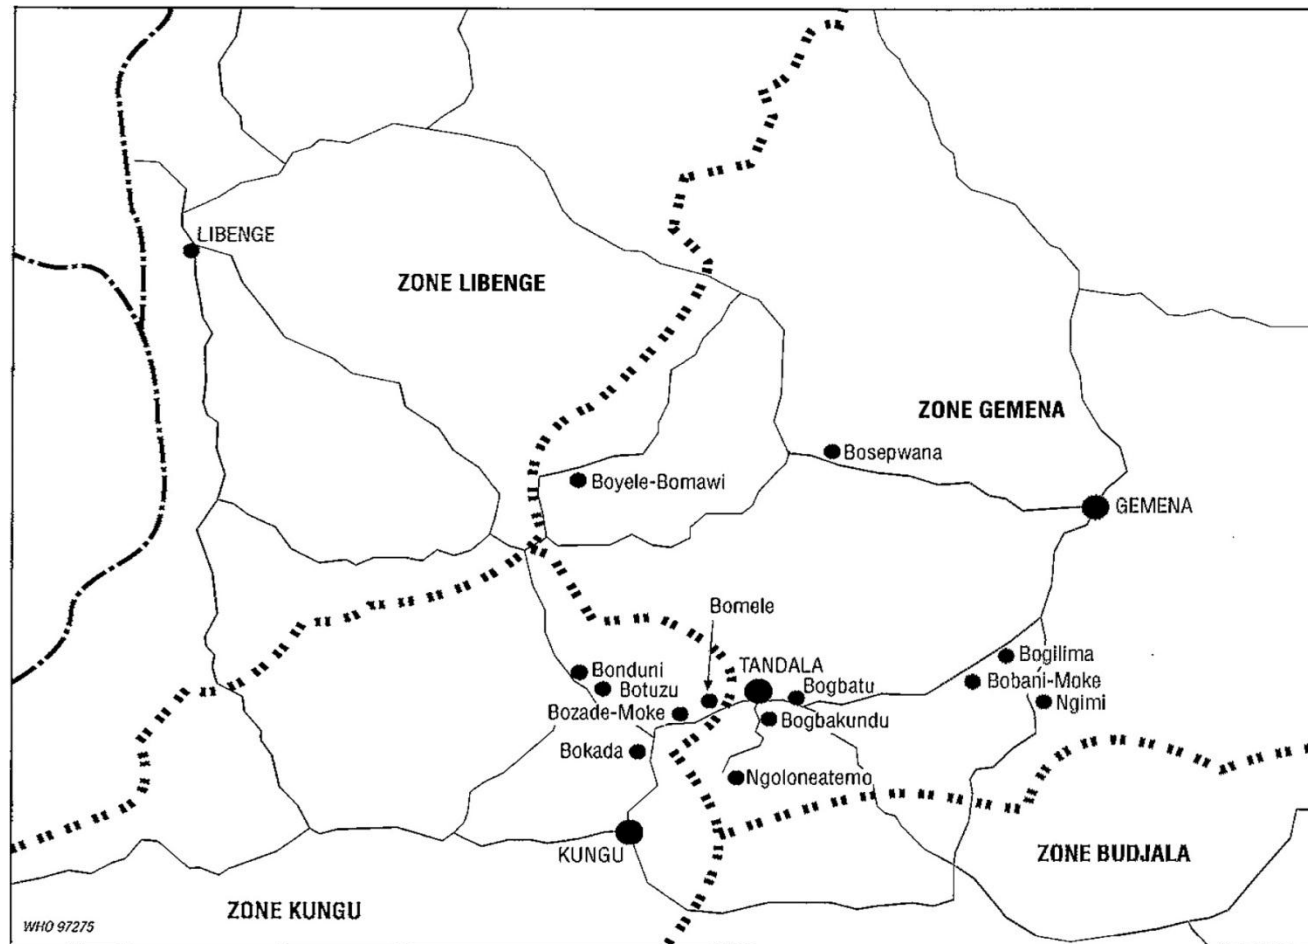 LIBENGE
ZONE LIBENGE
ZONE GEMENA
Bosepwana
Boyele-Bomawi
GEMENA
Bomele
TANDALA
Bogilima
Bonduni
Botuzu
Bogbatu
Bobani-Moke
Ngimi
Bozade-Moke
Bogbakundu
Bokada
Ngoloneatemo
KUNGU
ZONE BUDJALA
ZONE KUNGU
WHO 97275